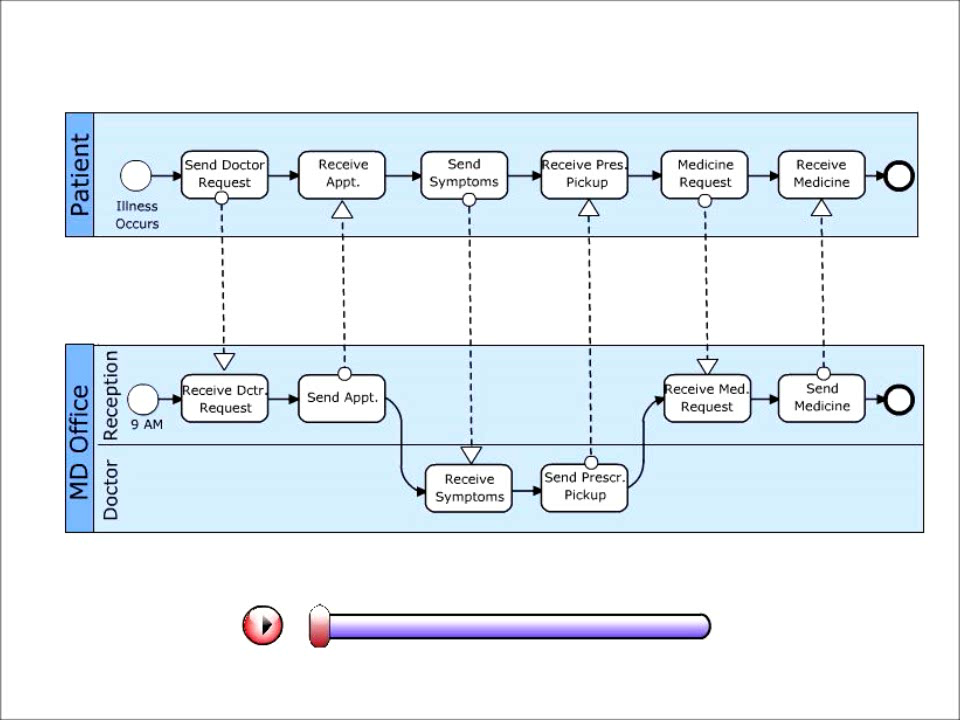 Patient
Send Doctor
Request
Receive
Appt.
Send
Symptoms
Receive Pres.
Pickup
Medicine
Request
Receive
Medicine
Illness
Occurs
MD Office
Reception
9 AM
Receive Dctr.
Request
Send Appt.
Receive Med.
Request
Send
Medicine
Doctor
Receive
Symptoms
Send Prescr.
Pickup